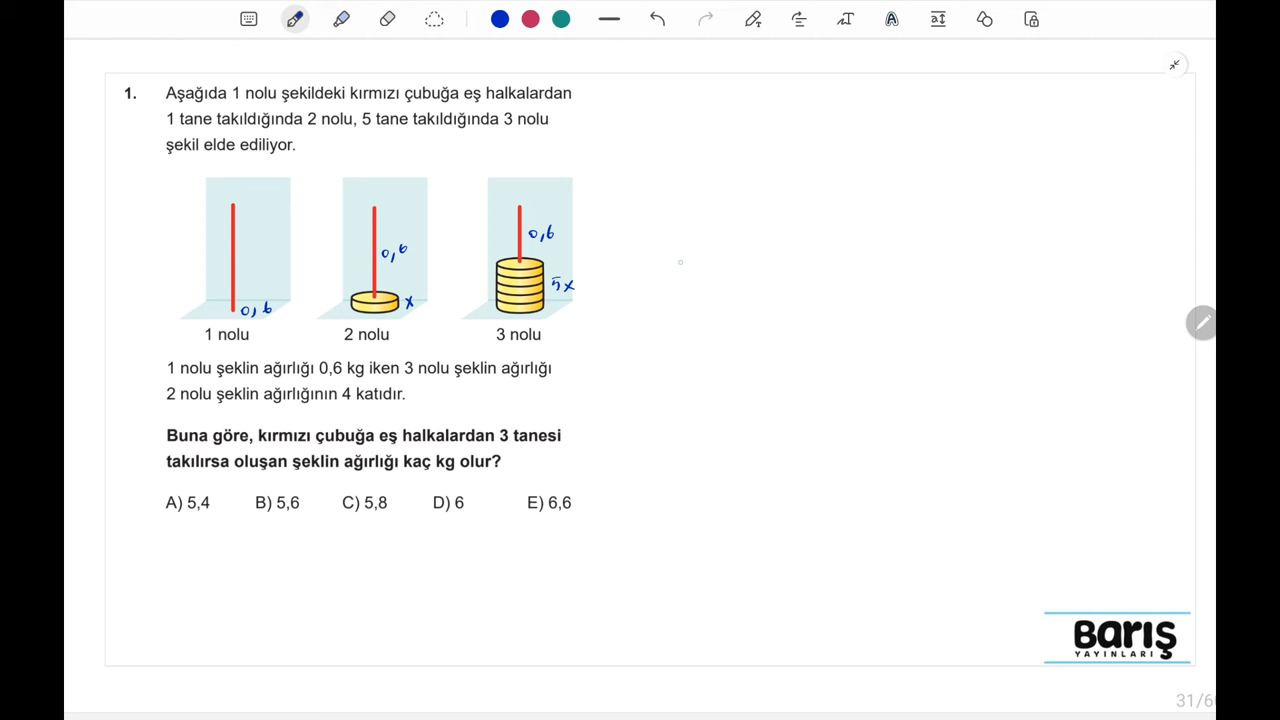 1. Aşağıda 1 nolu şekildeki kırmızı çubuğa eş halkalardan
1 tane takıldığında 2 nolu, 5 tane takıldığında 3 nolu
şekil elde ediliyor.
0,6
0,6
x
0,6
5x
1 nolu
2 nolu
3 nolu
1 nolu şeklin ağırlığı 0,6 kg iken 3 nolu şeklin ağırlığı
2 nolu şeklin ağırlığının 4 katıdır.
Buna göre, kırmızı çubuğa eş halkalardan 3 tanesi
takılırsa oluşan şeklin ağırlığı kaç kg olur?
A) 5,4 B) 5,6 C) 5,8 D) 6 E) 6,6
Barış
YAYINLARI